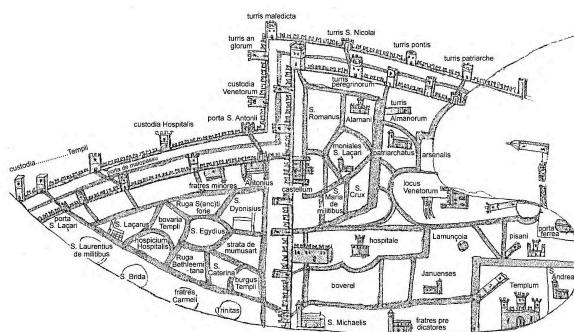 turris maledicta
turris S. Nicolai
turris an
glorum
turris pontis
turris patriarche
turris
peregrinorum
custodia
Venetorum
porta S. Antonii
custodia Hospitalis
custodia.........Templi
S.
Romanus
Alamani
turris
Almanorum
moniales
S. Laçari
patriarchatus
arsenalis
castellum
S.
Maria
de
militibus
S.
Crux
locus
Venetorum
fratres minores
Antonius
porta
S. Laçari
S. Laçarus
bovaria
Templi
Ruga S(anc)ti
forie
S.
Dyonisius
S. Egydius
hospicium
Hospitalis
strata de
mumusart
S. Laurentius
de militibus
Ruga
Bethleemi-
tana
S.
Caterina
burgus
Templi
S. Brida
fratres
Carmeli
Trinitas
hospitale
Lamunçoia
pisani
porta
ferrea
boverel
Januenses
Templum
Andrea
S. Michaelis
fratres pre
dicatores